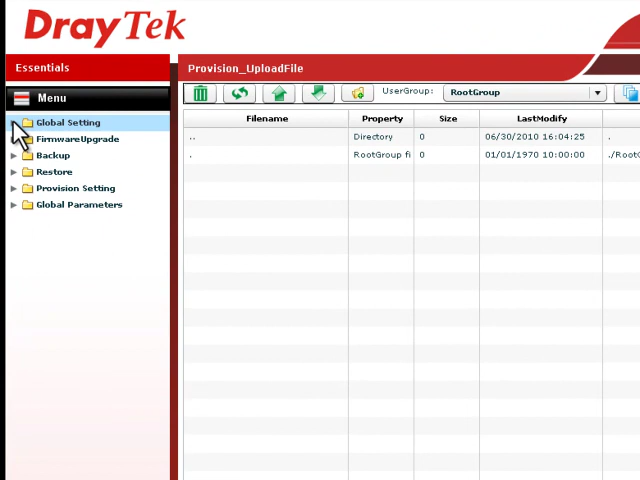 DrayTek
Essentials
Provision_UploadFile
Menu
UserGroup: RootGroup
Global Setting
FirmwareUpgrade
Backup
Restore
Provision Setting
Global Parameters
Filename Property Size LastModify
.. Directory 0 06/30/2010 16:04:25 .
. RootGroup fi 0 01/01/1970 10:00:00 ./RootG